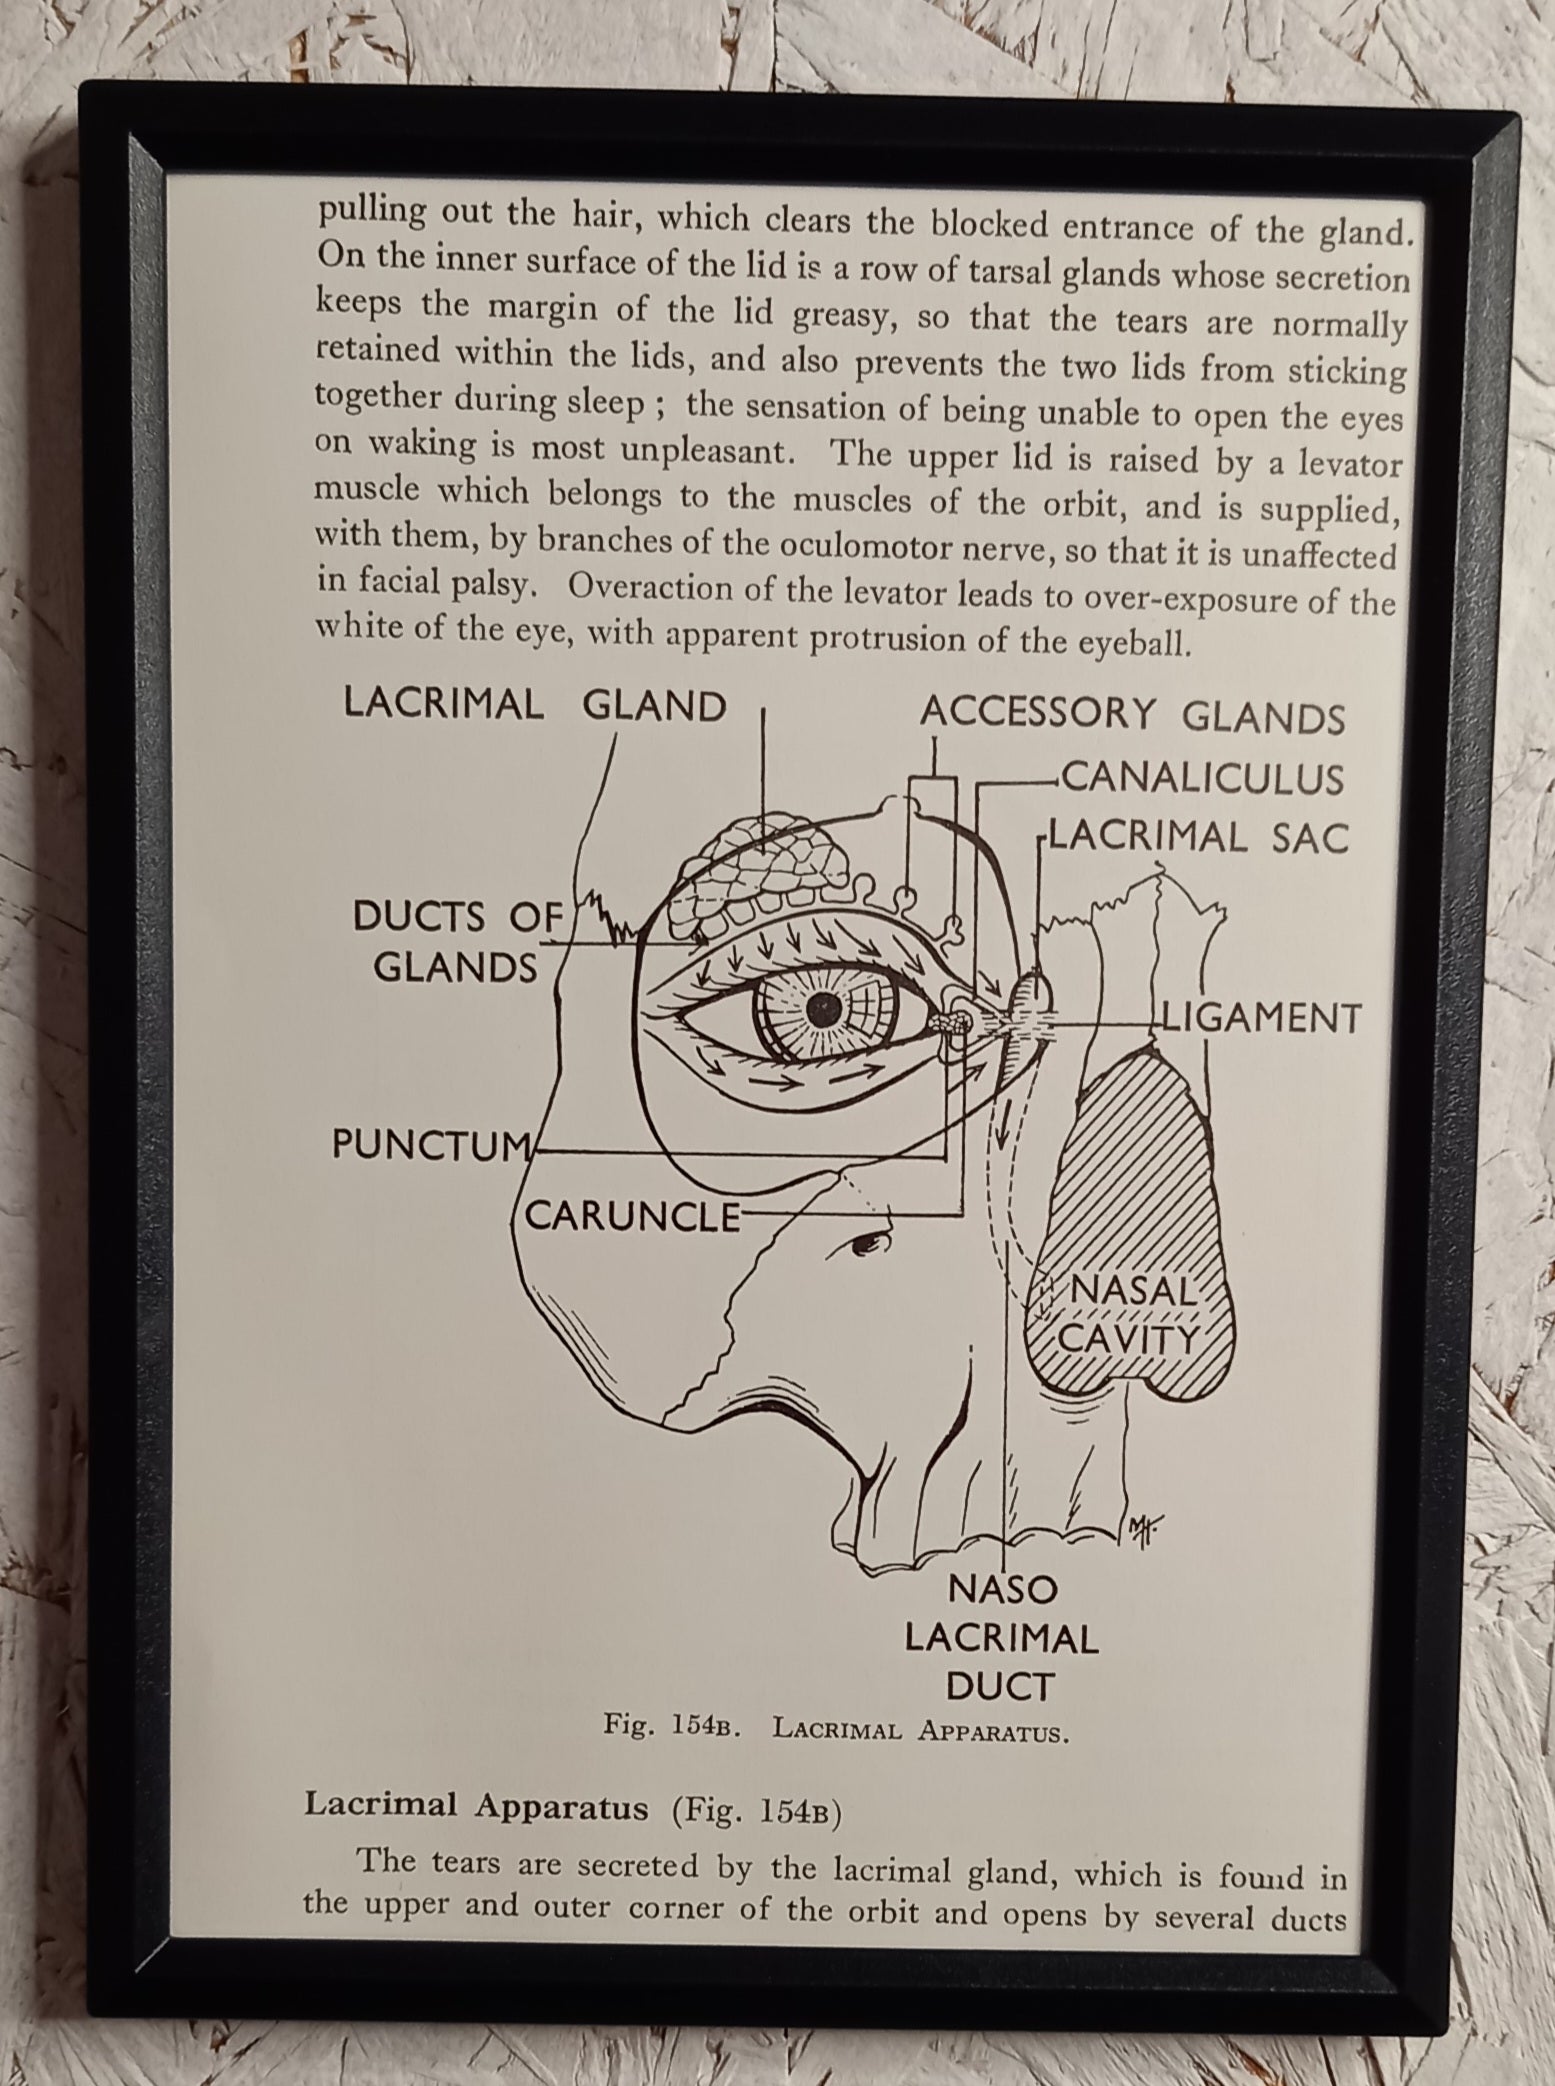 pulling out the hair, which clears the blocked entrance of the gland.
On the inner surface of the lid is a row of tarsal glands whose secretion
keeps the margin of the lid greasy, so that the tears are normally
retained within the lids, and also prevents the two lids from sticking
together during sleep ; the sensation of being unable to open the eyes
on waking is most unpleasant. The upper lid is raised by a levator
muscle which belongs to the muscles of the orbit, and is supplied,
with them, by branches of the oculomotor nerve, so that it is unaffected
in facial palsy. Overaction of the levator leads to over-exposure of the
white of the eye, with apparent protrusion of the eyeball.
LACRIMAL GLAND
ACCESSORY GLANDS
CANALICULUS
LACRIMAL SAC
DUCTS OF
GLANDS
LIGAMENT
PUNCTUM
CARUNCLE
NASAL
CAVITY
NASO
LACRIMAL
DUCT
Fig. 154B. LACRIMAL APPARATUS.
Lacrimal Apparatus (Fig. 154B)
The tears are secreted by the lacrimal gland, which is found in
the upper and outer corner of the orbit and opens by several ducts